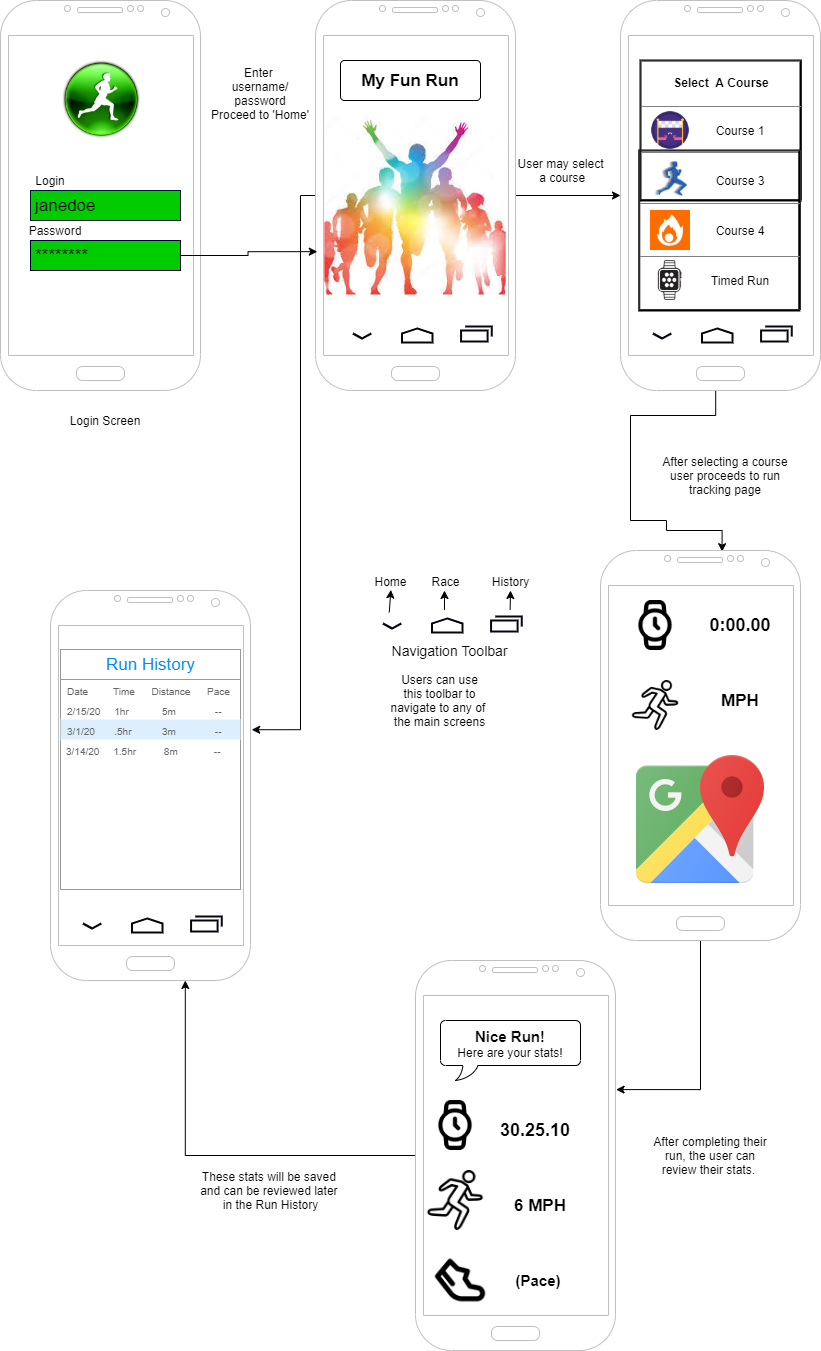 Login
janedoe
Password
********
Login Screen
Enter
username/
password
Proceed to 'Home'
My Fun Run
User may select
a course
Select A Course
Course 1
Course 3
Course 4
Timed Run
After selecting a course
user proceeds to run
tracking page
Home Race History
Navigation Toolbar
Users can use
this toolbar to
navigate to any of
the main screens
0:00.00
MPH
G
Run History
Date Time Distance Pace
2/15/20 1hr 5m --
3/1/20 .5hr 3m --
3/14/20 1.5hr 8m --
Nice Run!
Here are your stats!
30.25.10
6 MPH
(Pace)
After completing their
run, the user can
review their stats.
These stats will be saved
and can be reviewed later
in the Run History